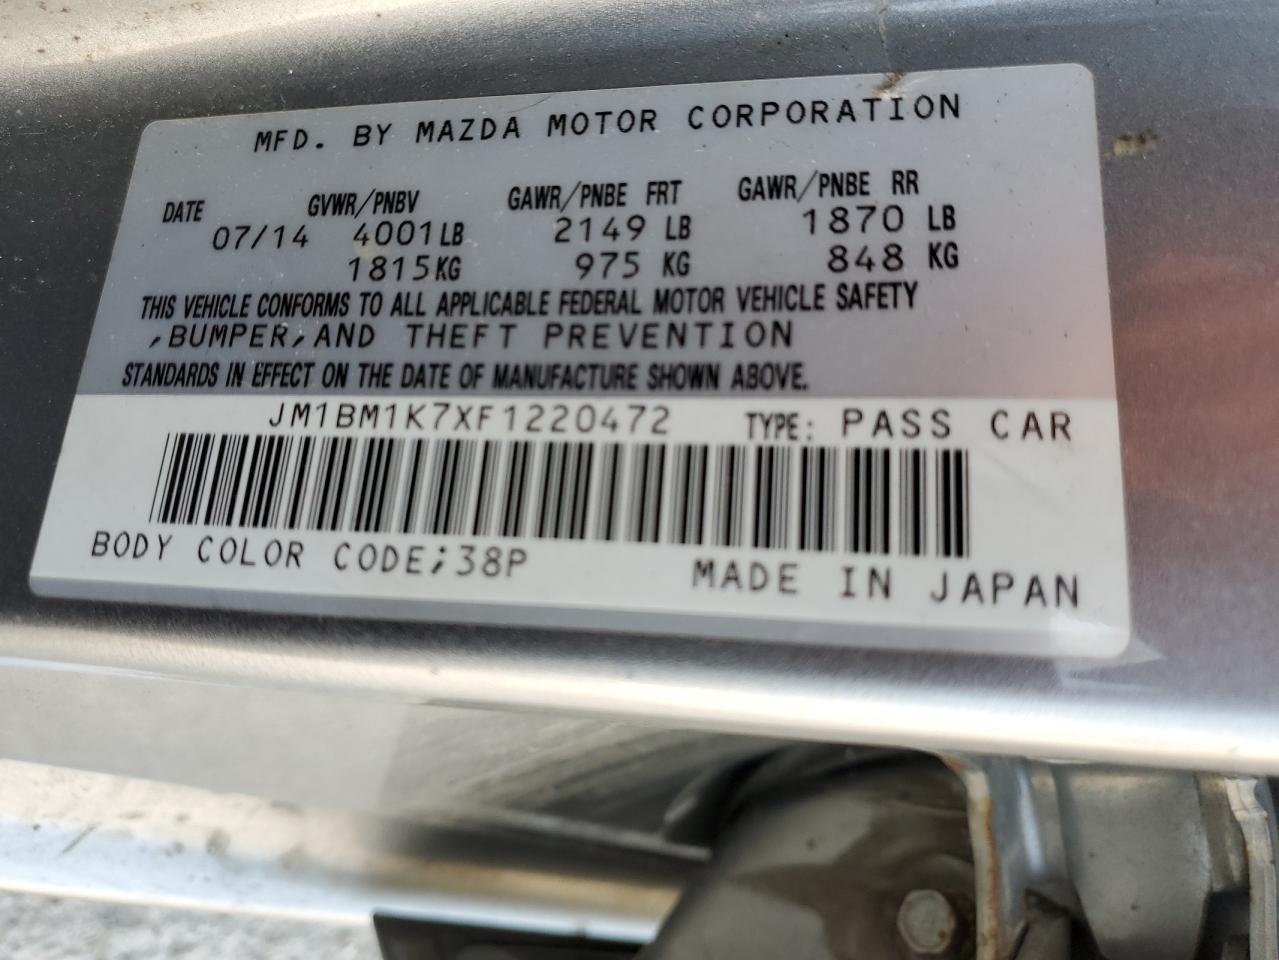 MFD. BY MAZDA MOTOR CORPORATION
DATE GVWR/PNBV GAWR/PNBE FRT GAWR/PNBE RR
07/14 4001LB 2149 LB 1870 LB
1815KG 975 KG 848 KG
THIS VEHICLE CONFORMS TO ALL APPLICABLE FEDERAL MOTOR VEHICLE SAFETY
,BUMPER,AND THEFT PREVENTION
STANDARDS IN EFFECT ON THE DATE OF MANUFACTURE SHOWN ABOVE.
JM1BM1K7XF1220472 TYPE: PASS CAR
BODY COLOR CODE;38P MADE IN JAPAN